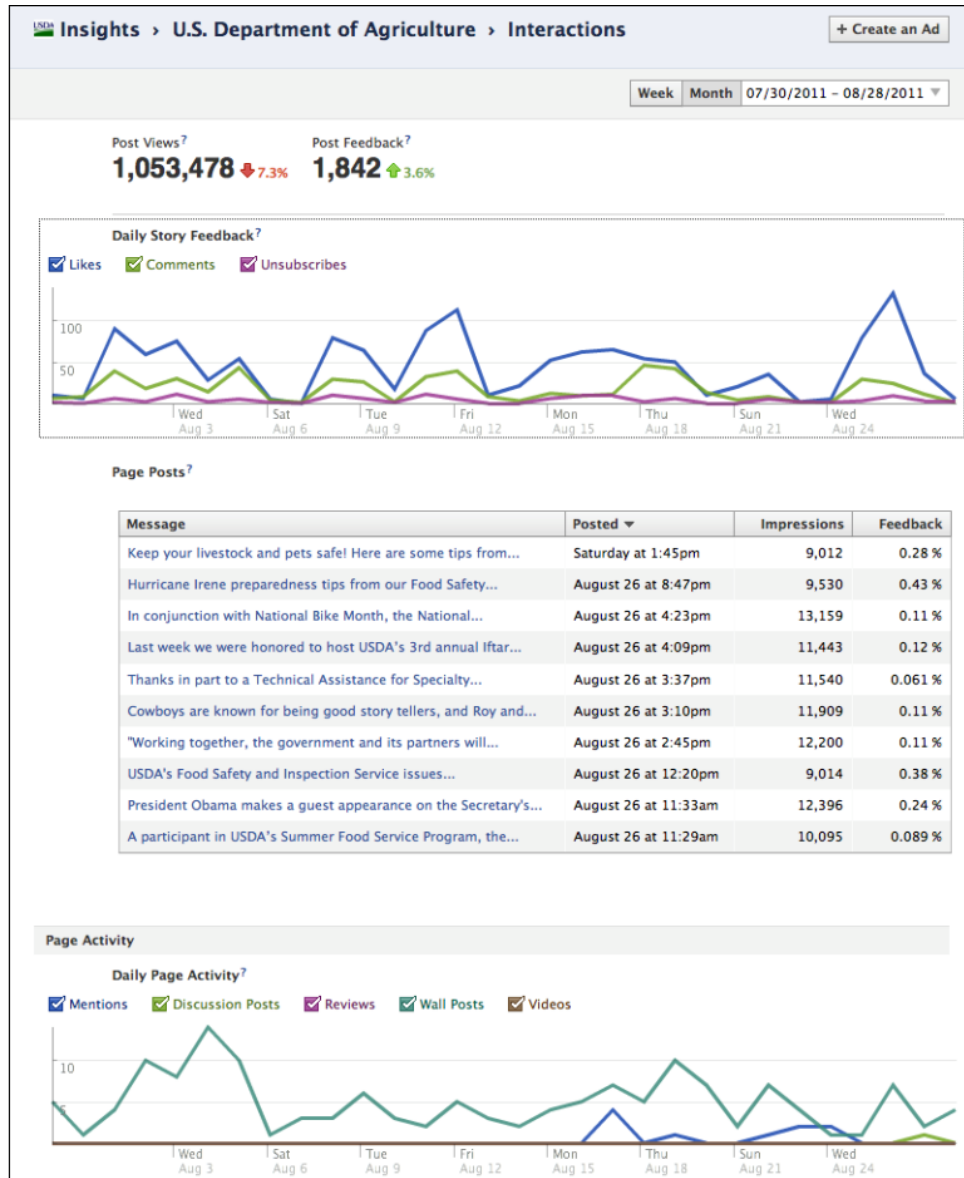 USDA Insights › U.S. Department of Agriculture › Interactions
+ Create an Ad
Week Month 07/30/2011 - 08/28/2011
Post Views? Post Feedback?
1,053,478 7.3% 1,842 3.6%
Daily Story Feedback?
Likes Comments Unsubscribes
100
50
Wed Sat Tue Fri Mon Thu Sun Wed
Aug 3 Aug 6 Aug 9 Aug 12 Aug 15 Aug 18 Aug 21 Aug 24
Page Posts?
Message Posted Impressions Feedback
Keep your livestock and pets safe! Here are some tips from... Saturday at 1:45pm 9,012 0.28 %
Hurricane Irene preparedness tips from our Food Safety... August 26 at 8:47pm 9,530 0.43 %
In conjunction with National Bike Month, the National... August 26 at 4:23pm 13,159 0.11 %
Last week we were honored to host USDA's 3rd annual Iftar... August 26 at 4:09pm 11,443 0.12 %
Thanks in part to a Technical Assistance for Specialty... August 26 at 3:37pm 11,540 0.061 %
Cowboys are known for being good story tellers, and Roy and... August 26 at 3:10pm 11,909 0.11 %
"Working together, the government and its partners will... August 26 at 2:45pm 12,200 0.11 %
USDA's Food Safety and Inspection Service issues... August 26 at 12:20pm 9,014 0.38 %
President Obama makes a guest appearance on the Secretary's... August 26 at 11:33am 12,396 0.24 %
A participant in USDA's Summer Food Service Program, the... August 26 at 11:29am 10,095 0.089 %
Page Activity
Daily Page Activity?
Mentions Discussion Posts Reviews Wall Posts Videos
10
5
Wed Sat Tue Fri Mon Thu Sun Wed
Aug 3 Aug 6 Aug 9 Aug 12 Aug 15 Aug 18 Aug 21 Aug 24